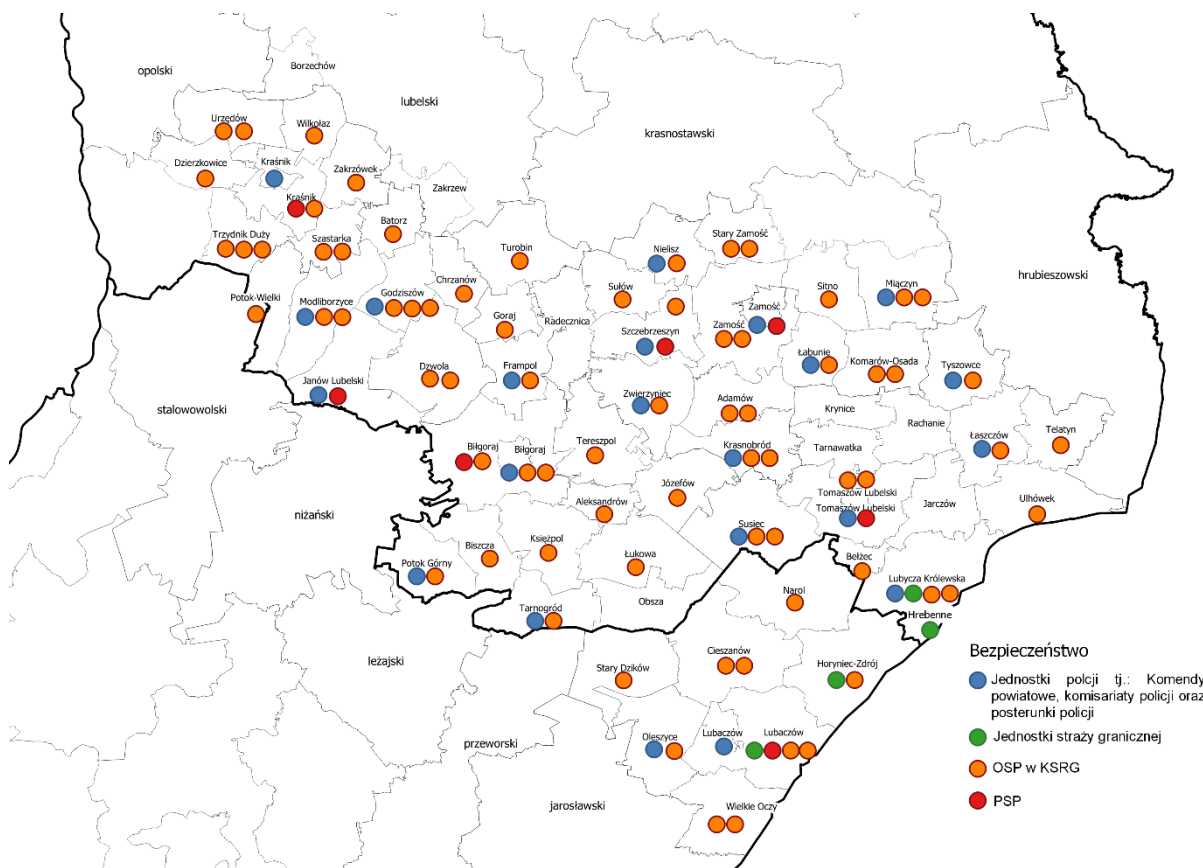 opolski
Borzechów
lubelski
krasnostawski
Urzędów
Wilkołaz
Dzierzkowice
Kraśnik
Zakrzówek
Zakrzew
Kraśnik
Batorz
Trzydnik Duży
Szastarka
Turobin
Nielisz
Stary Zamość
hrubieszowski
Potok-Wielki
Modliborzyce
Godziszów
Chrzanów
Sułów
Sitno
Miączyn
Goraj
Radecznica
Zamość
Szczebrzeszyn
Zamość
Łabunie
Komarów-Osada
Tyszowce
Dzwola
Frampol
Janów Lubelski
Zwierzyniec
Adamów
Krynice
Rachanie
stalowowolski
Biłgoraj
Biłgoraj
Tereszpol
Krasnobród
Tarnawatka
Łaszczów
Telatyn
Józefów
Tomaszów Lubelski
Tomaszów Lubelski
Jarczów
Ulhówek
niżański
Aleksandrów
Susiec
Biszcza
Księżpol
Łukowa
Bełżec
Potok Górny
Lubycza Królewska
Obsza
Narol
Tarnogród
Hrebenne
leżajski
Stary Dzików
Cieszanów
Horyniec-Zdrój
przeworski
Oleszyce
Lubaczów
Lubaczów
jarosławski
Wielkie Oczy
Bezpieczeństwo
Jednostki polcji tj.: Komendy
powiatowe, komisariaty policji oraz
posterunki policji
Jednostki straży granicznej
OSP w KSRG
PSP